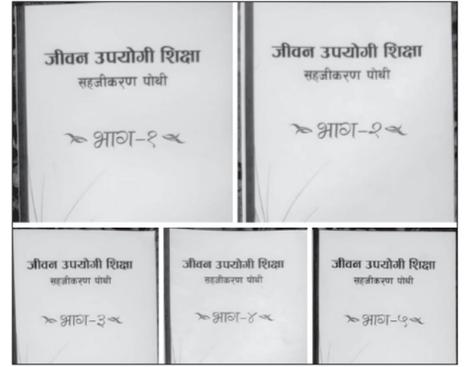 जीवन उपयोगी शिक्षा
सहजीकरण पोथी
भाग-१
जीवन उपयोगी शिक्षा
सहजीकरण पोथी
भाग-२
जीवन उपयोगी शिक्षा
सहजीकरण पोथी
भाग-३
जीवन उपयोगी शिक्षा
सहजीकरण पोथी
भाग-४
जीवन उपयोगी शिक्षा
सहजीकरण पोथी
भाग-५